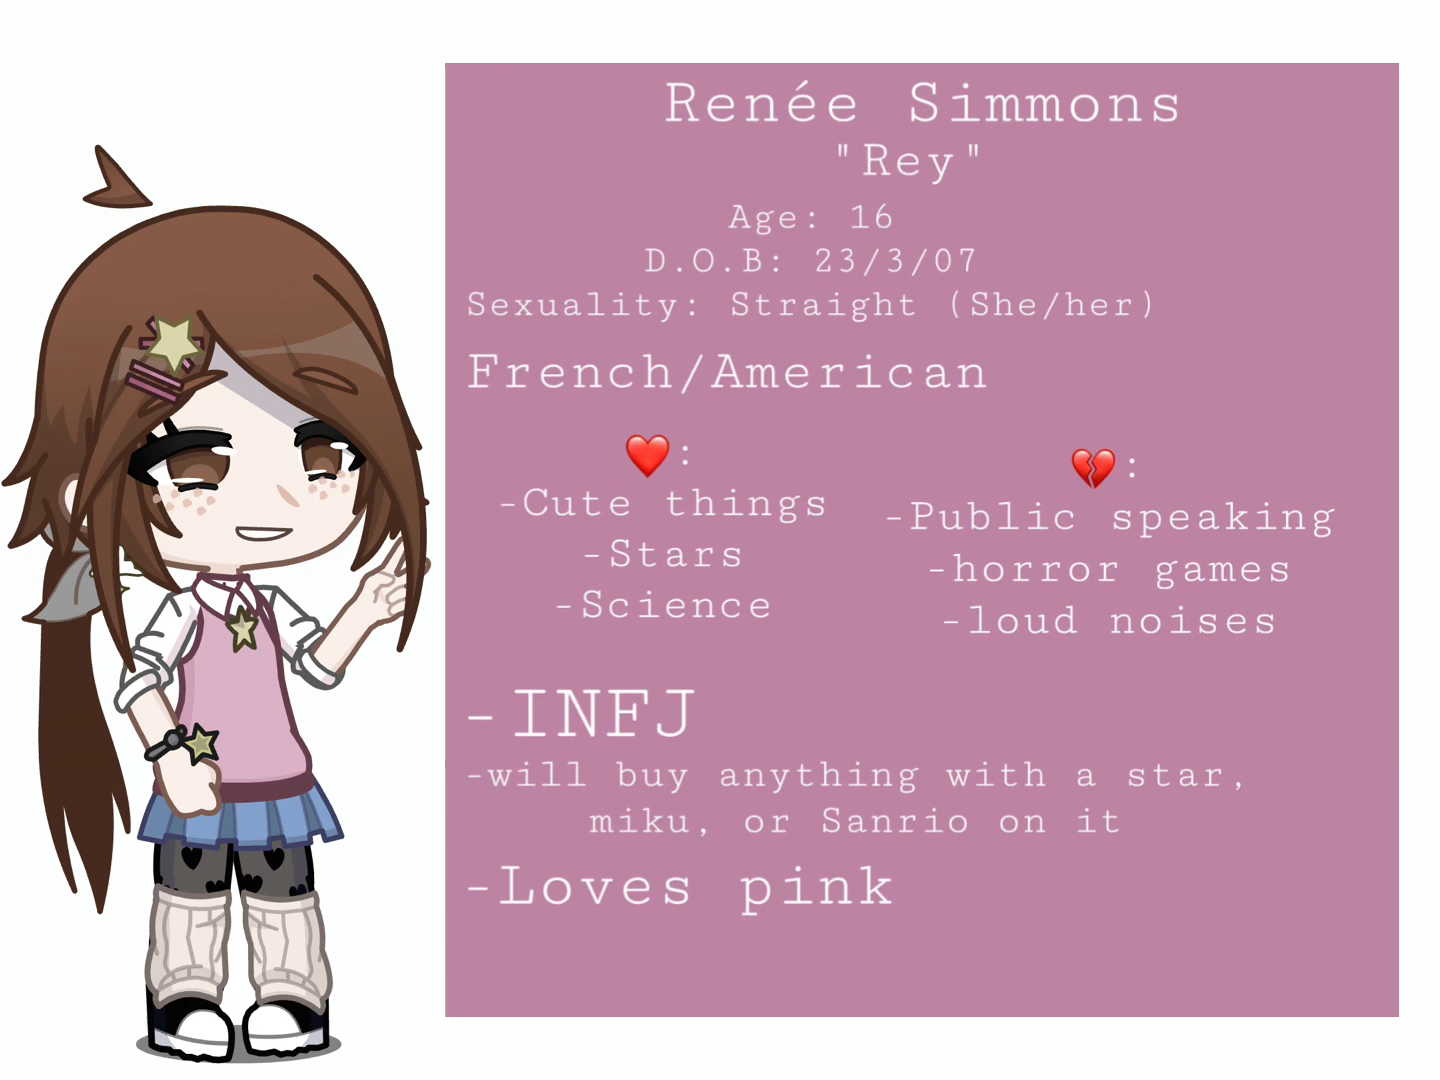 Renée Simmons
"Rey"
Age: 16
D.O.B: 23/3/07
Sexuality: Straight (She/her)
French/American
❤️:
-Cute things
-Stars
-Science
💔:
-Public speaking
-horror games
-loud noises
-INFJ
-will buy anything with a star,
miku, or Sanrio on it
-Loves pink